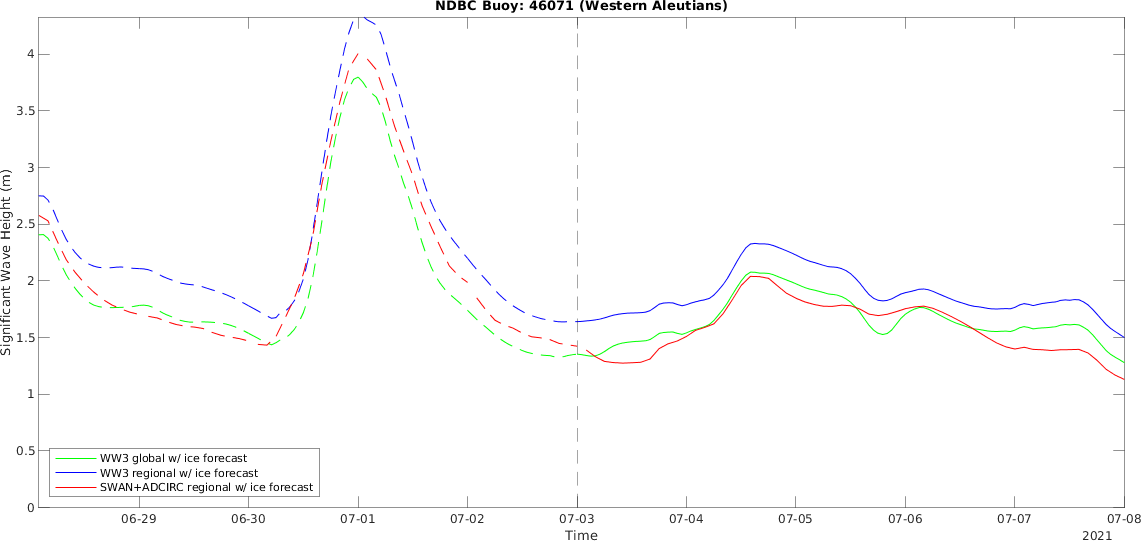 NDBC Buoy: 46071 (Western Aleutians)
4
3.5
3
2.5
2
1.5
1
0.5
0
Significant Wave Height (m)
WW3 global w/ ice forecast
WW3 regional w/ ice forecast
SWAN+ADCIRC regional w/ ice forecast
06-29 06-30 07-01 07-02 07-03 07-04 07-05 07-06 07-07 07-08
Time
2021